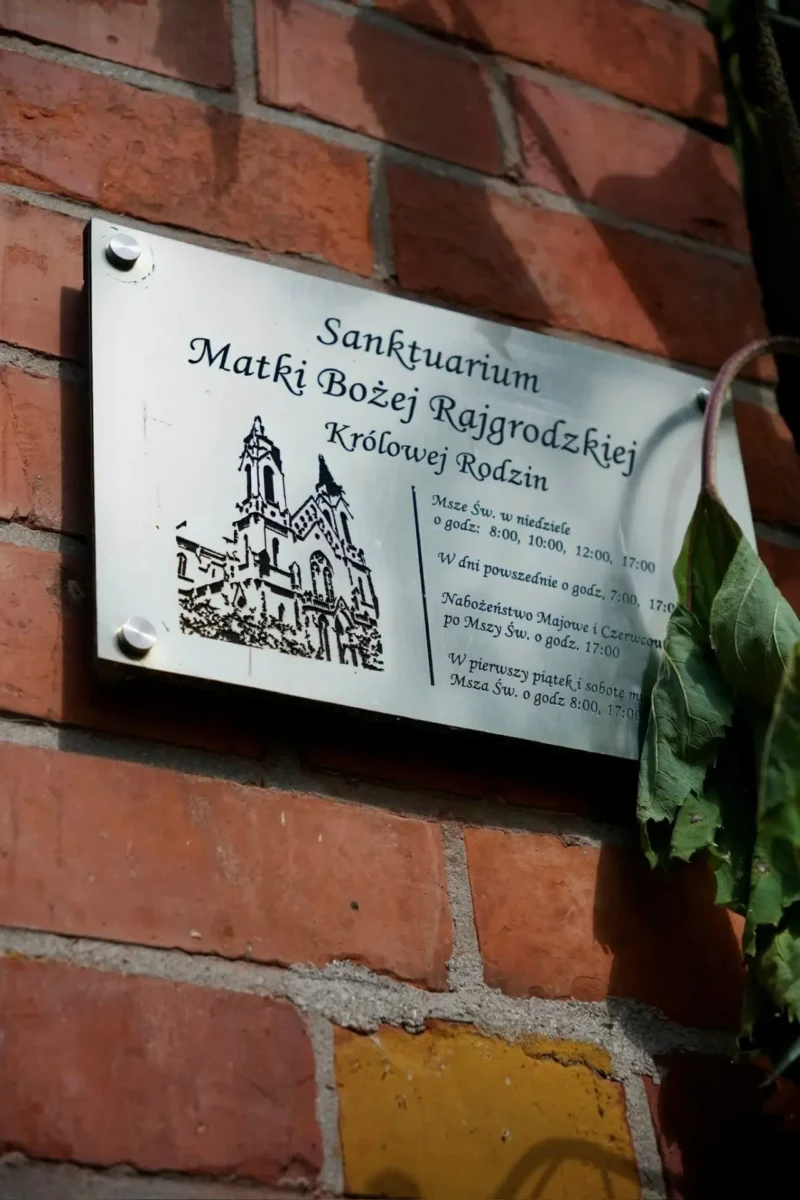 Sanktuarium
Matki Bożej Rajgrodzkiej
Królowej Rodzin
Msze Św. w niedziele
o godz: 8:00, 10:00, 12:00, 17:00
W dni powszednie o godz, 7:00,
Nabożeństwo Majowe i
po Mszy Św. o godz. 17:00
W pierwszy piątek i sobotę
Msza Św. o godz 8:00, 17:00